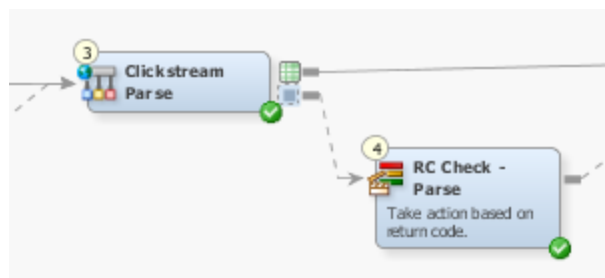 3
Clickstream
Parse
4
RC Check -
Parse
Take action based on
return code.